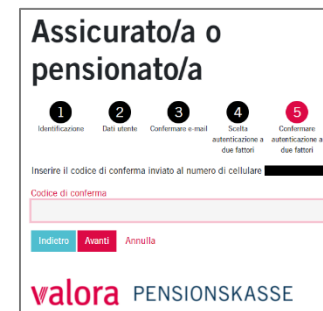 Assicurato/a o
pensionato/a
1 2 3 4 5
Identificazione Dati utente Confermare e-mail Scelta autenticazione a due fattori Confermare autenticazione a due fattori
Inserire il codice di conferma inviato al numero di cellulare
Codice di conferma
Indietro Avanti Annulla
valora PENSIONSKASSE